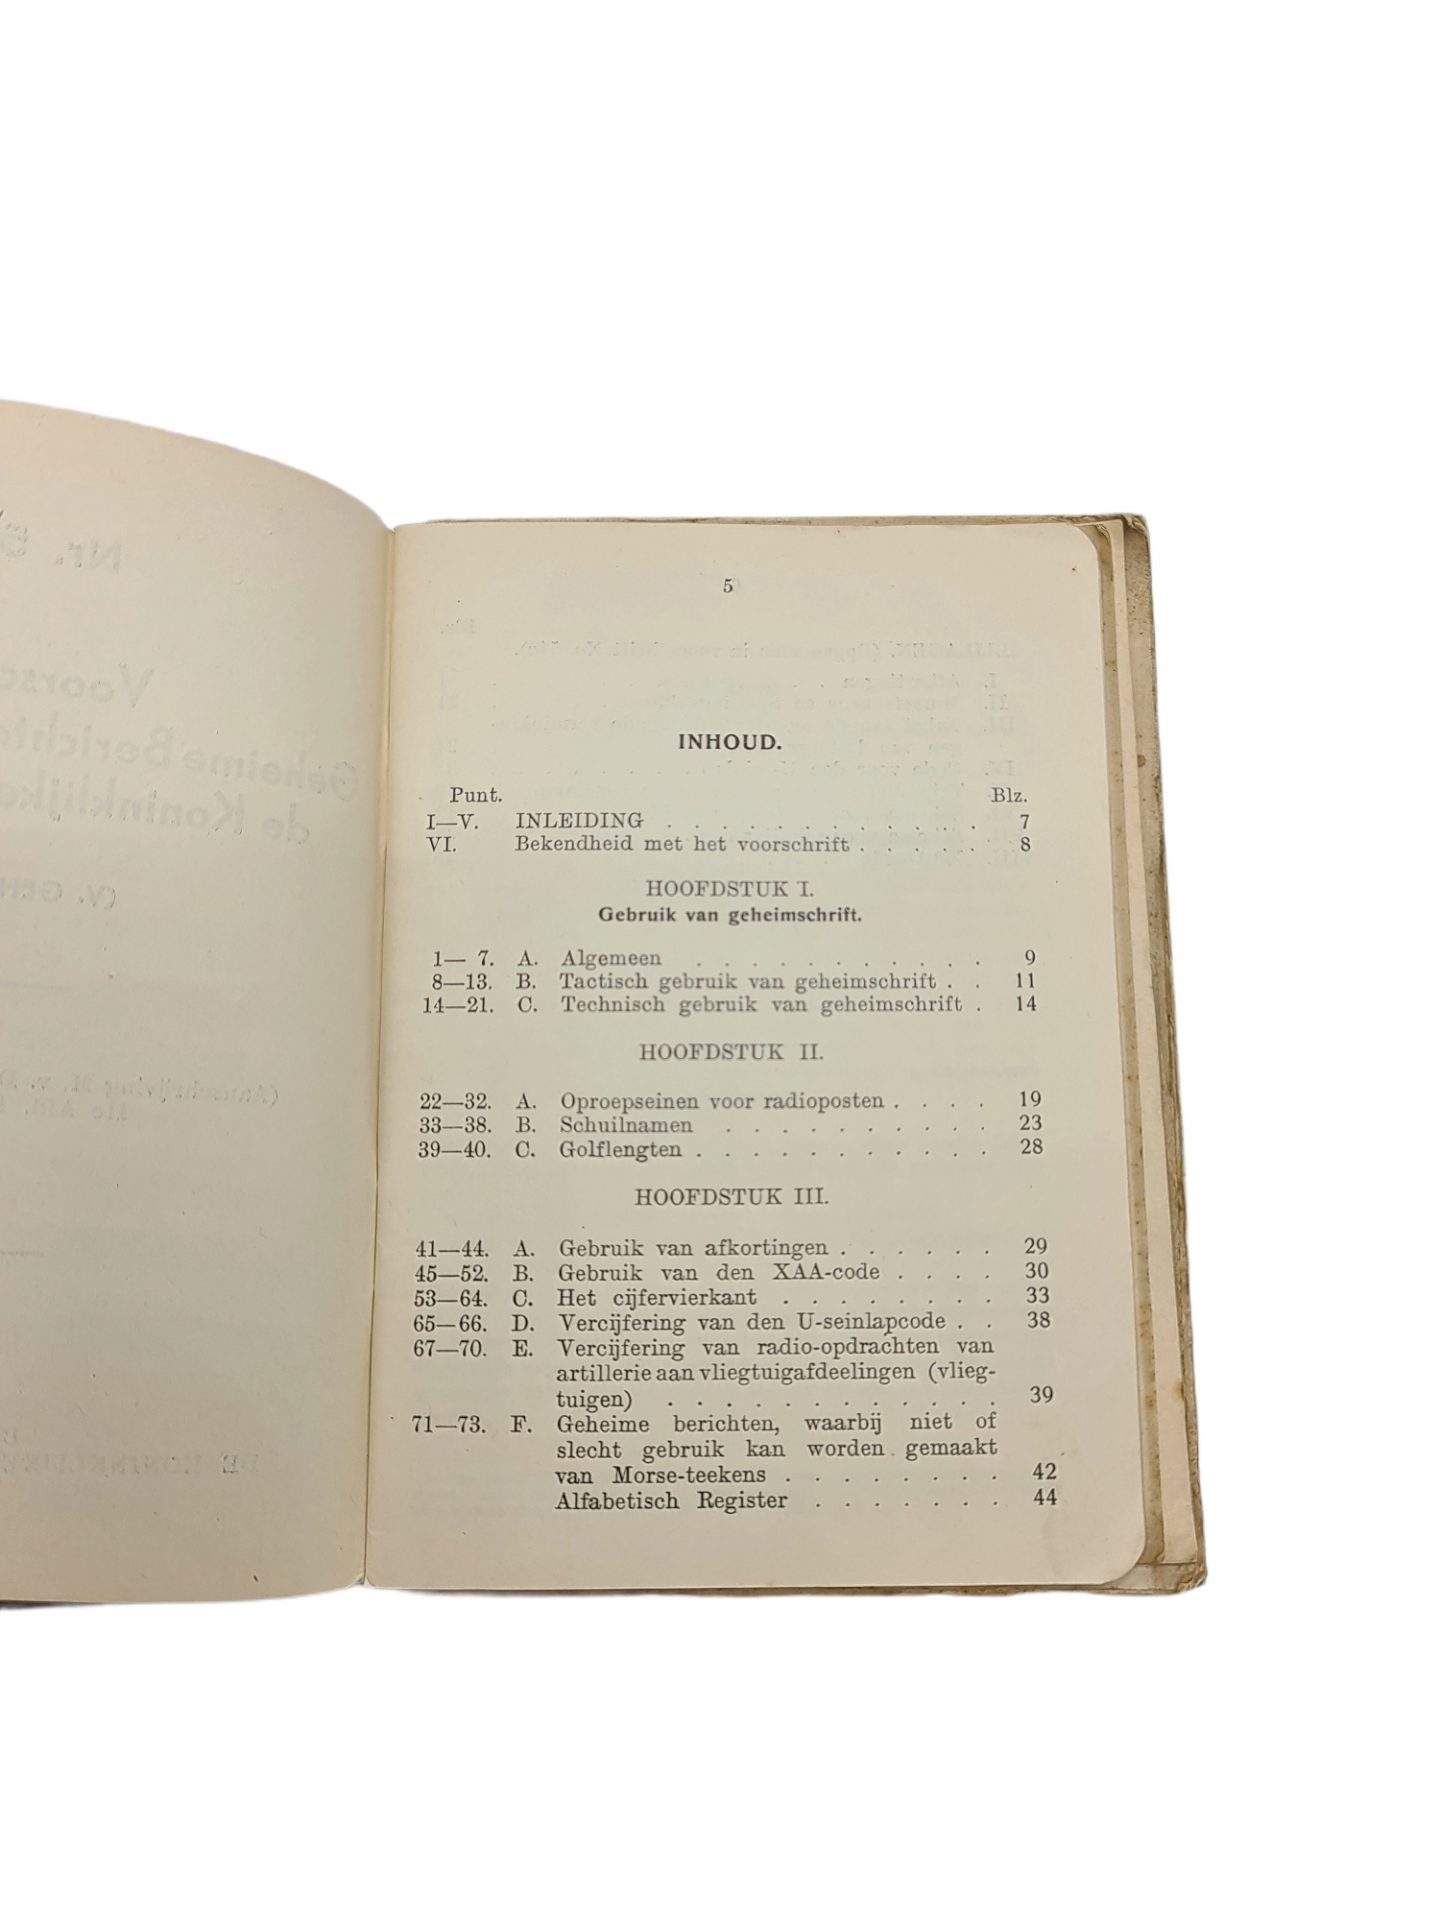 5
INHOUD.
Punt. Blz.
I—V. INLEIDING . . . . . . . . . . . 7
VI. Bekendheid met het voorschrift . . . . . . 8
HOOFDSTUK I.
Gebruik van geheimschrift.
1— 7. A. Algemeen . . . . . . . . . . 9
8—13. B. Tactisch gebruik van geheimschrift . . 11
14—21. C. Technisch gebruik van geheimschrift . 14
HOOFDSTUK II.
22—32. A. Oproepseinen voor radioposten . . . . 19
33—38. B. Schuilnamen . . . . . . . . . . 23
39—40. C. Golflengten . . . . . . . . . . . 28
HOOFDSTUK III.
41—44. A. Gebruik van afkortingen . . . . . . 29
45—52. B. Gebruik van den XAA-code . . . . 30
53—64. C. Het cijfervierkant . . . . . . . . 33
65—66. D. Vercijfering van den U-seinlapcode . . 38
67—70. E. Vercijfering van radio-opdrachten van
artillerie aan vliegtuigafdeelingen (vlieg-
tuigen) . . . . . . . . . . . . 39
71—73. F. Geheime berichten, waarbij niet of
slecht gebruik kan worden gemaakt
van Morse-teekens . . . . . . . . 42
Alfabetisch Register . . . . . . . 44